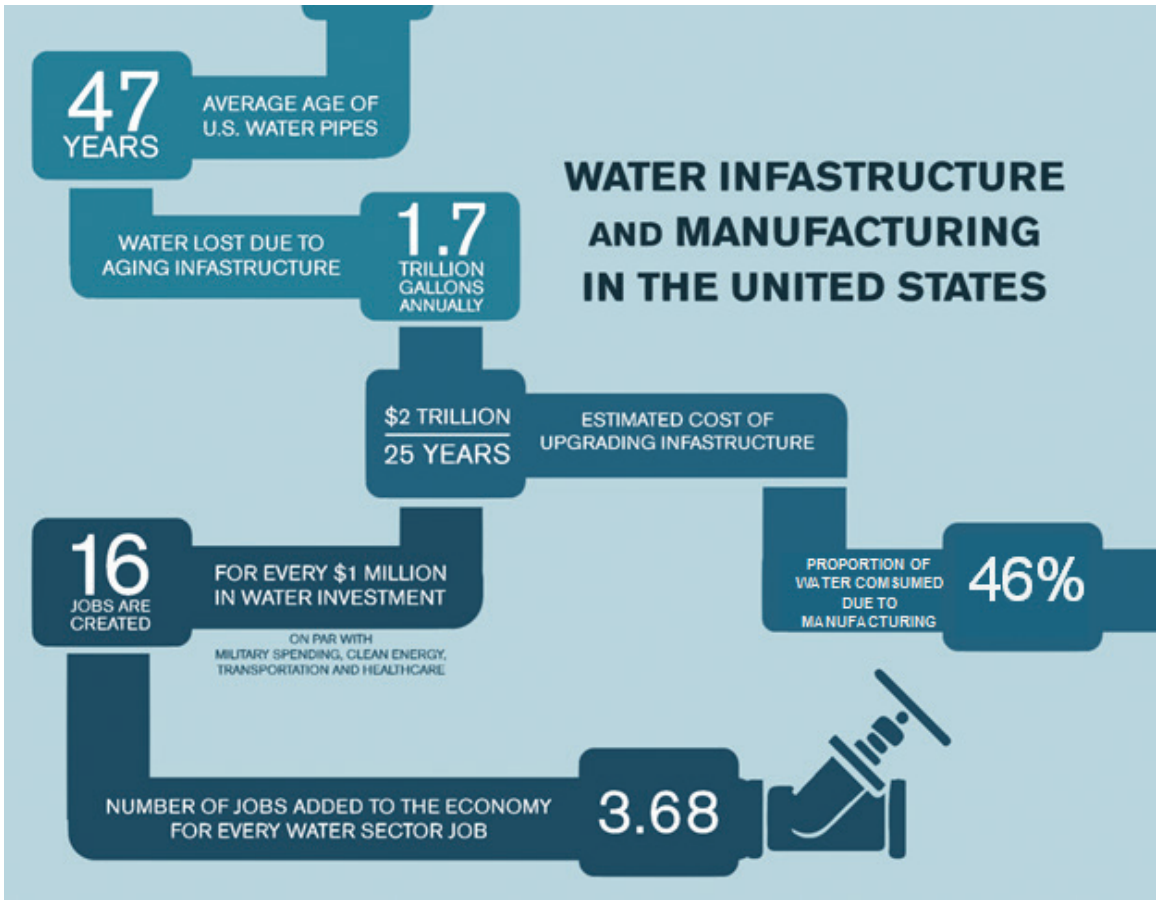 47
YEARS
AVERAGE AGE OF
U.S. WATER PIPES
WATER INFASTRUCTURE
AND MANUFACTURING
IN THE UNITED STATES
WATER LOST DUE TO
AGING INFASTRUCTURE
1.7
TRILLION
GALLONS
ANNUALLY
$2 TRILLION
25 YEARS
ESTIMATED COST OF
UPGRADING INFASTRUCTURE
PROPORTION OF
WATER COMSUMED
DUE TO
MANUFACTURING
46%
16
JOBS ARE
CREATED
FOR EVERY $1 MILLION
IN WATER INVESTMENT
ON PAR WITH
MILITARY SPENDING, CLEAN ENERGY,
TRANSPORTATION AND HEALTHCARE
NUMBER OF JOBS ADDED TO THE ECONOMY
FOR EVERY WATER SECTOR JOB
3.68